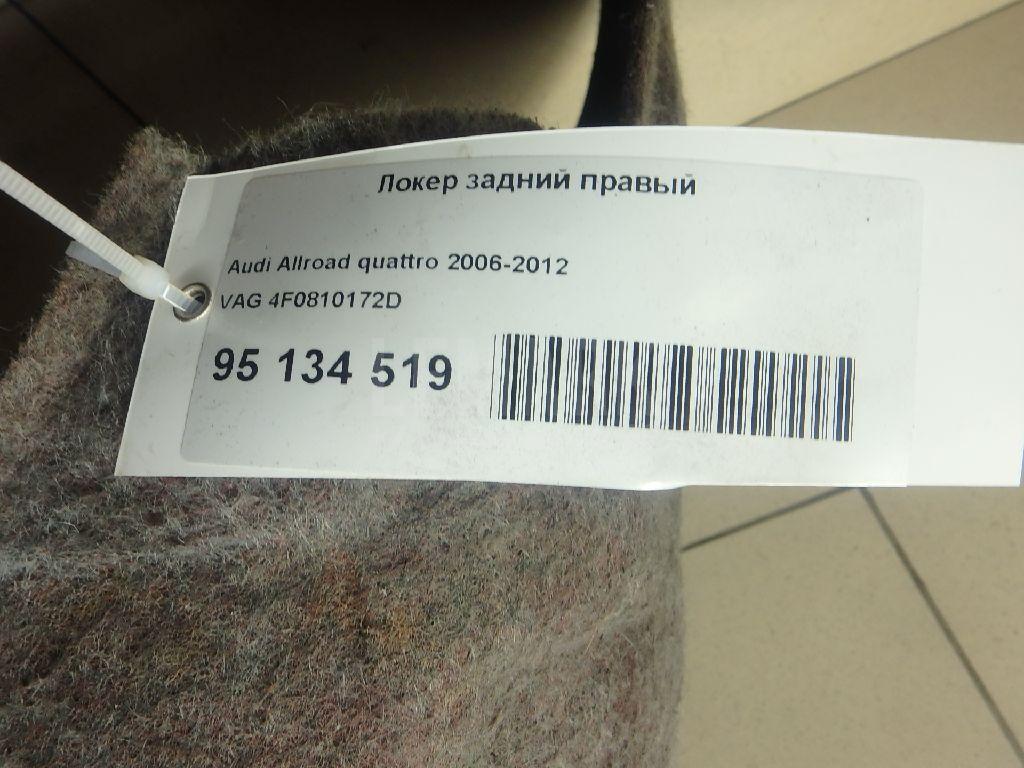 Локер задний правый
Audi Allroad quattro 2006-2012
VAG 4F0810172D
95 134 519